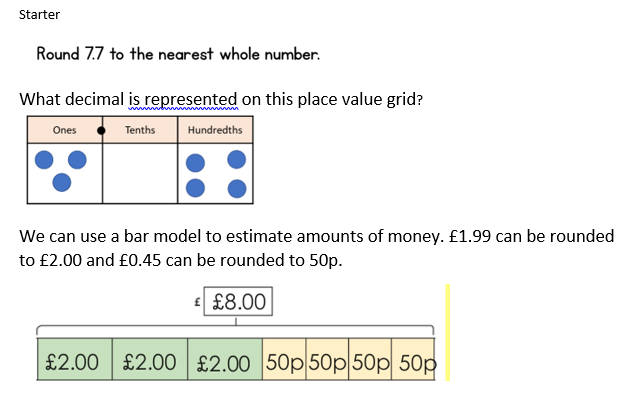 Starter
Round 7.7 to the nearest whole number.
What decimal is represented on this place value grid?
Ones Tenths Hundredths
We can use a bar model to estimate amounts of money. £1.99 can be rounded
to £2.00 and £0.45 can be rounded to 50p.
£ £8.00
£2.00 £2.00 £2.00 50p 50p 50p 50p